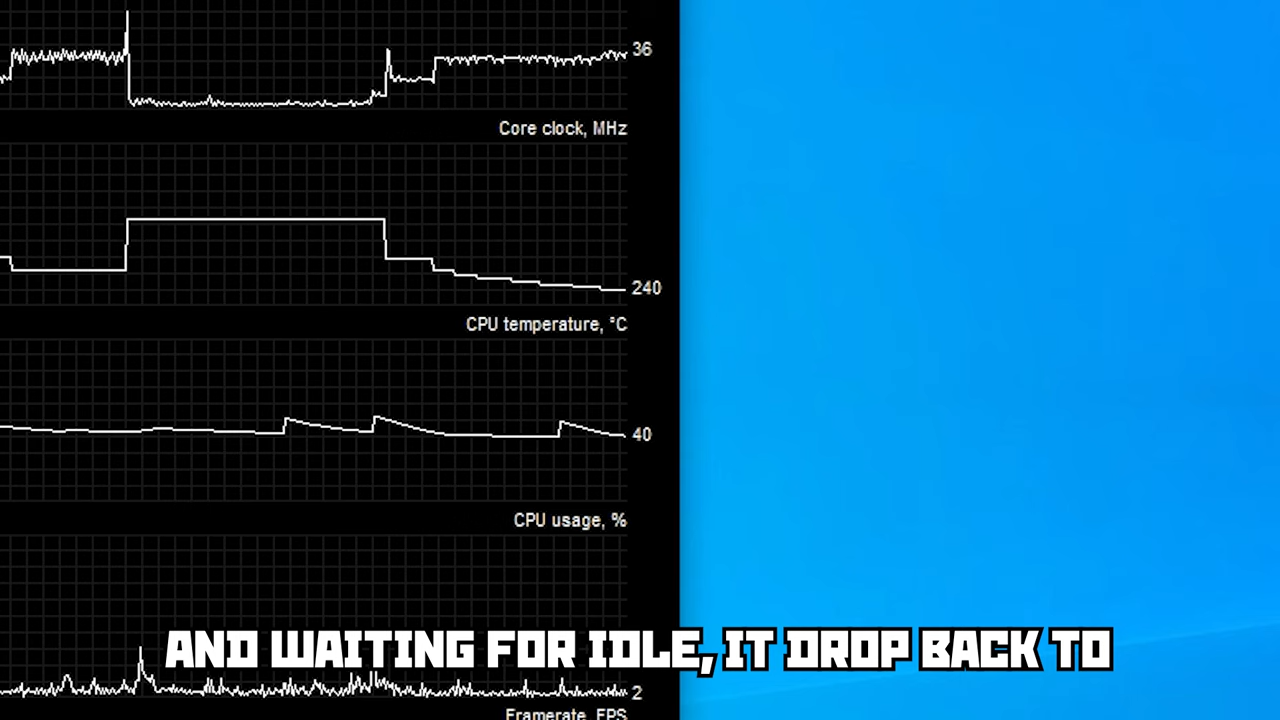 36
Core clock, MHz
240
CPU temperature, °C
40
CPU usage, %
AND WAITING FOR IDLE, IT DROP BACK TO
2
Framerate, FPS